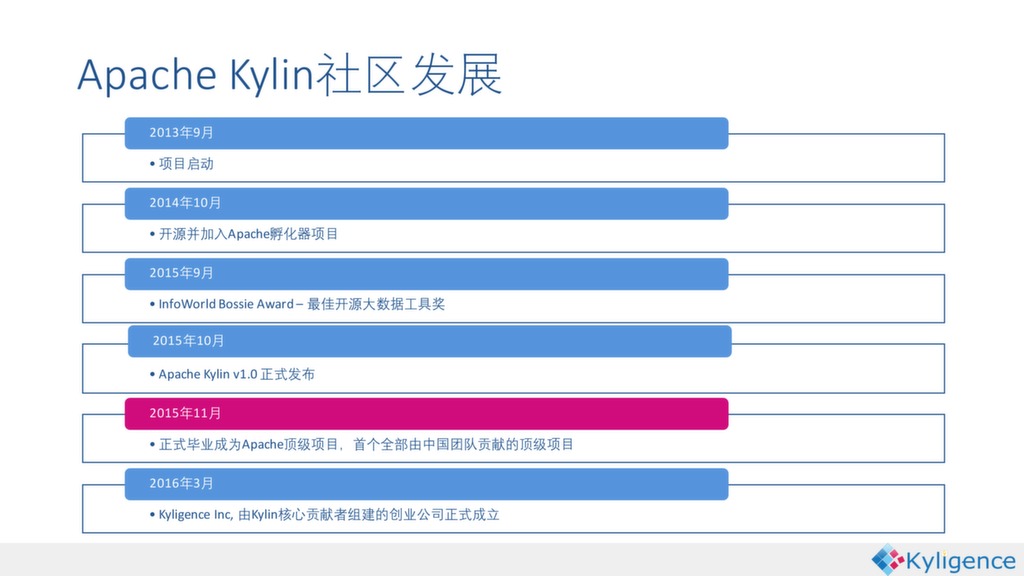 Apache Kylin社区发展
2013年9月
• 项目启动
2014年10月
• 开源并加入Apache孵化器项目
2015年9月
• InfoWorld Bossie Award – 最佳开源大数据工具奖
2015年10月
• Apache Kylin v1.0 正式发布
2015年11月
• 正式毕业成为Apache顶级项目，首个全部由中国团队贡献的顶级项目
2016年3月
• Kyligence Inc, 由Kylin核心贡献者组建的创业公司正式成立
Kyligence